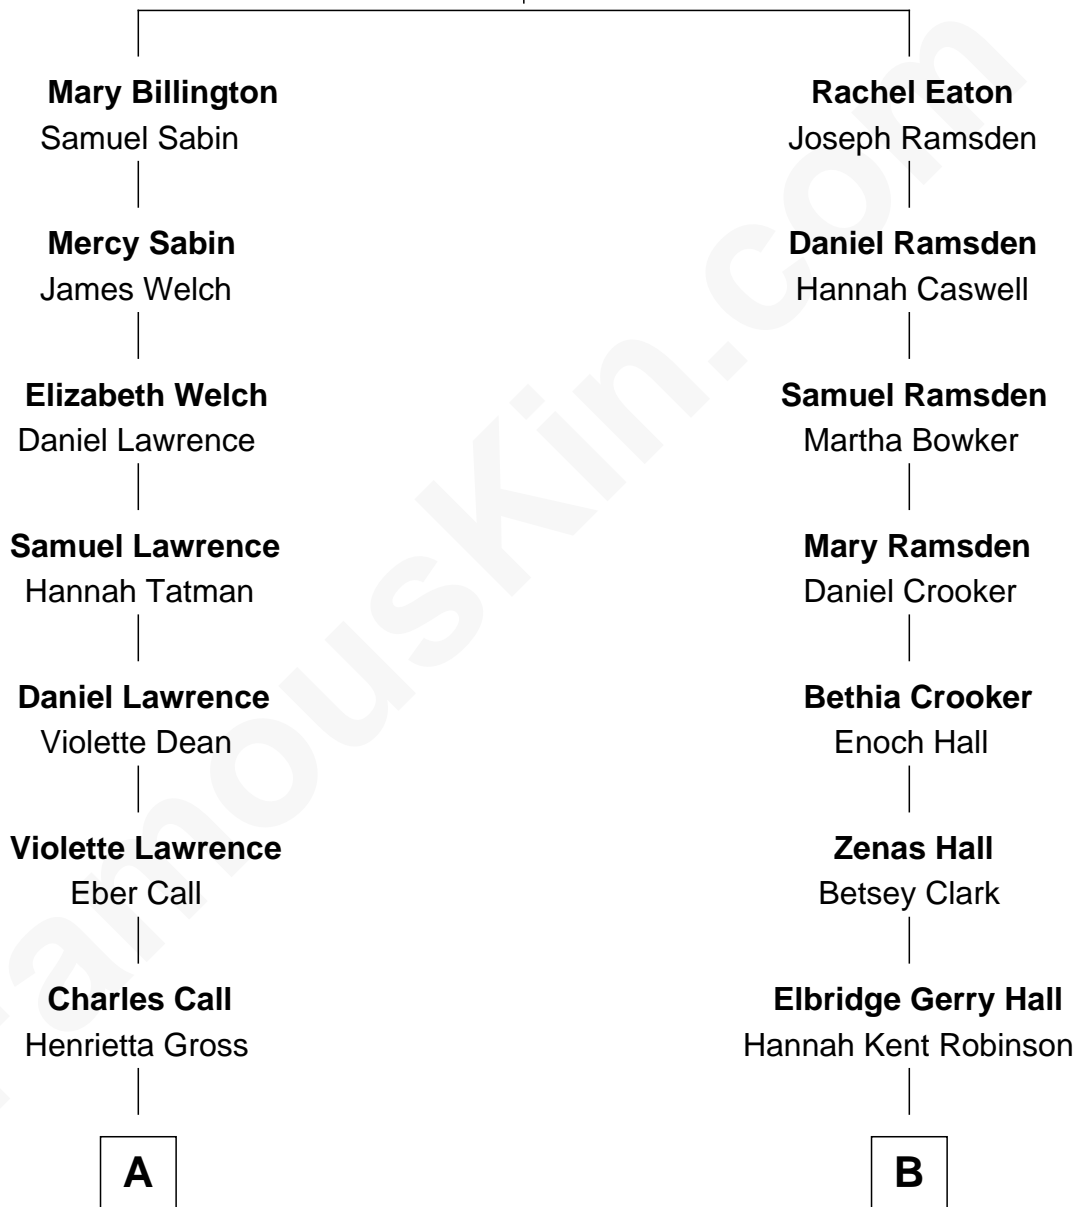 Mary Billington
Samuel Sabin
Mercy Sabin
James Welch
Elizabeth Welch
Daniel Lawrence
Samuel Lawrence
Hannah Tatman
Daniel Lawrence
Violette Dean
Violette Lawrence
Eber Call
Charles Call
Henrietta Gross
A
Rachel Eaton
Joseph Ramsden
Daniel Ramsden
Hannah Caswell
Samuel Ramsden
Martha Bowker
Mary Ramsden
Daniel Crooker
Bethia Crooker
Enoch Hall
Zenas Hall
Betsey Clark
Elbridge Gerry Hall
Hannah Kent Robinson
B
FamousKin.com